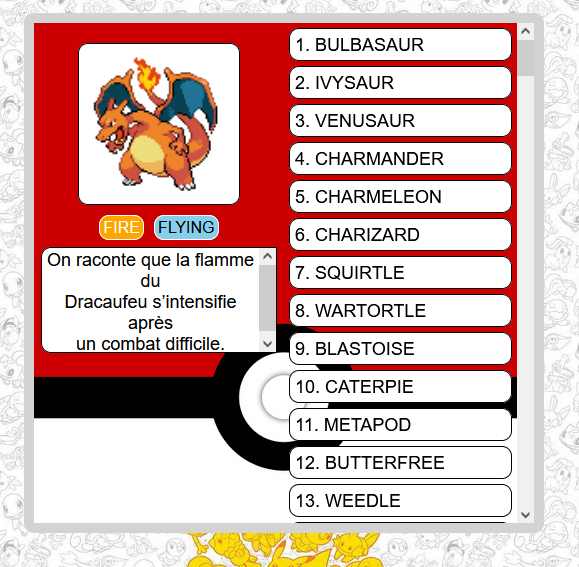 FIRE FLYING
On raconte que la flamme
du
Dracaufeu s’intensifie
après
un combat difficile.
1. BULBASAUR
2. IVYSAUR
3. VENUSAUR
4. CHARMANDER
5. CHARMELEON
6. CHARIZARD
7. SQUIRTLE
8. WARTORTLE
9. BLASTOISE
10. CATERPIE
11. METAPOD
12. BUTTERFREE
13. WEEDLE